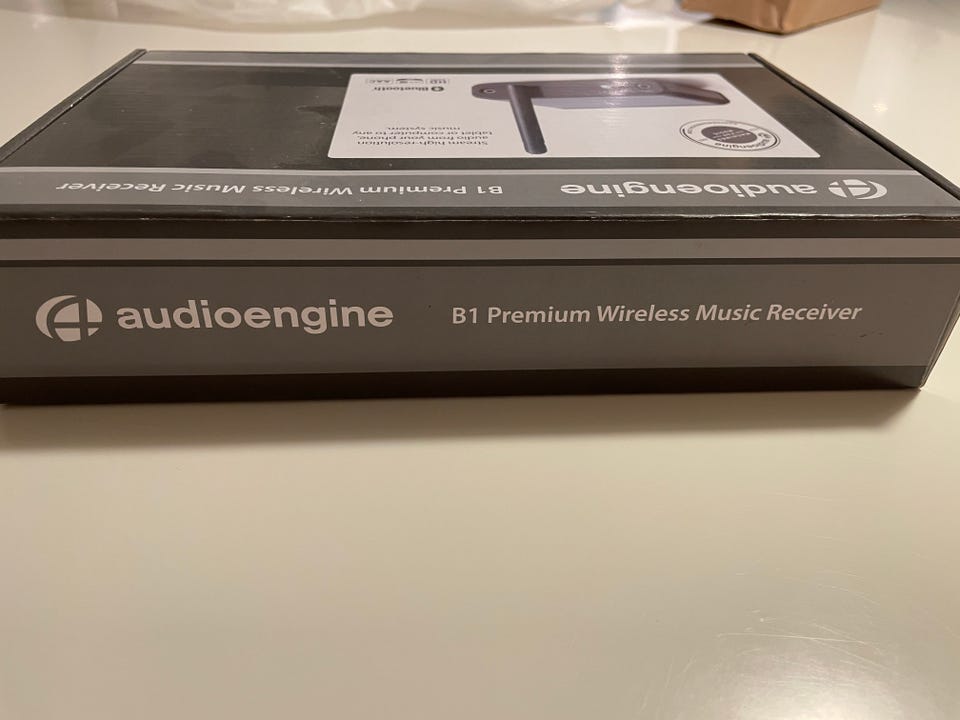 Bluetooth
AAC
Stream high-resolution
audio from your phone,
tablet or computer to any
music system.
audioengine
audioengine
B1 Premium Wireless Music Receiver
audioengine
B1 Premium Wireless Music Receiver